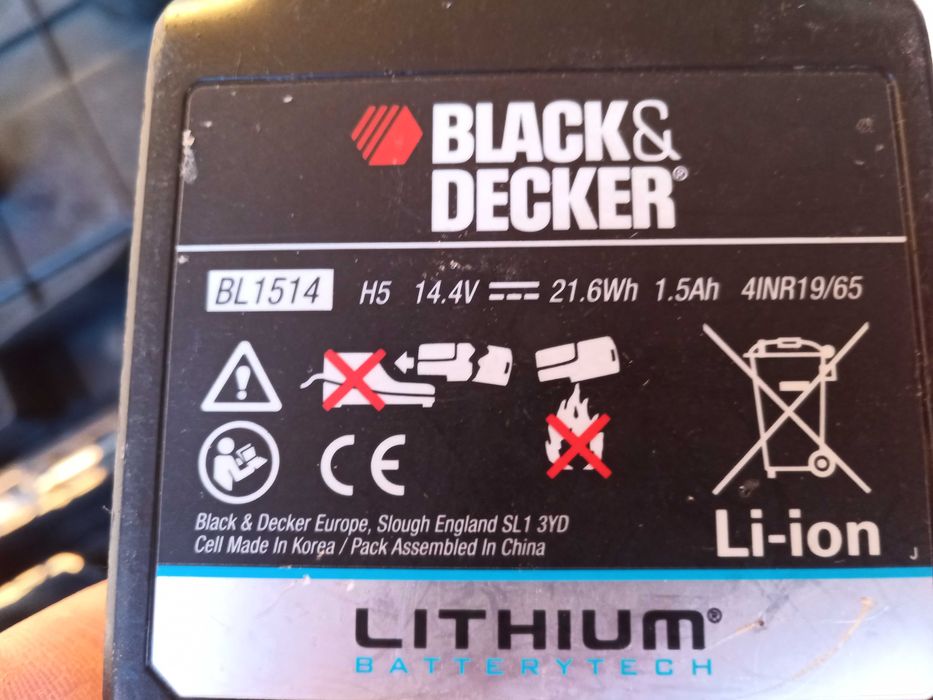 BLACK&
DECKER®
BL1514 H5 14.4V 21.6Wh 1.5Ah 4INR19/65
CE
Black & Decker Europe, Slough England SL1 3YD
Cell Made In Korea / Pack Assembled In China
Li-ion
J
LITHIUM®
BATTERYTECH